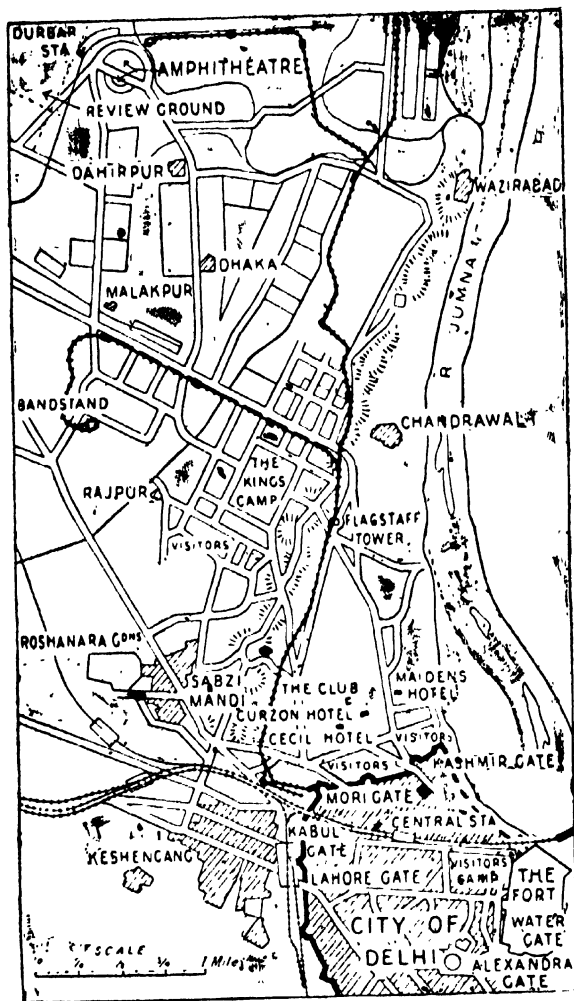 DURBAR
STA
AMPHITHEATRE
REVIEW GROUND
DAHIRPUR
WAZIRABAD
DHAKA
MALAKPUR
R. JUMNA
BANDSTAND
CHANDRAWAL
THE
KINGS
CAMP
RAJPUR
FLAGSTAFF
TOWER
VISITORS
ROSHANARA GDNS
SABZI
MANDI
THE CLUB
MAIDENS
HOTEL
CURZON HOTEL
CECIL HOTEL
VISITORS
VISITORS
KASHMIR GATE
MORI GATE
CENTRAL STA
KABUL
GATE
KESHENGANG
LAHORE GATE
VISITORS
CAMP
THE
FORT
WATER
GATE
CITY OF
DELHI
ALEXANDRA
GATE
SCALE
1 Miles